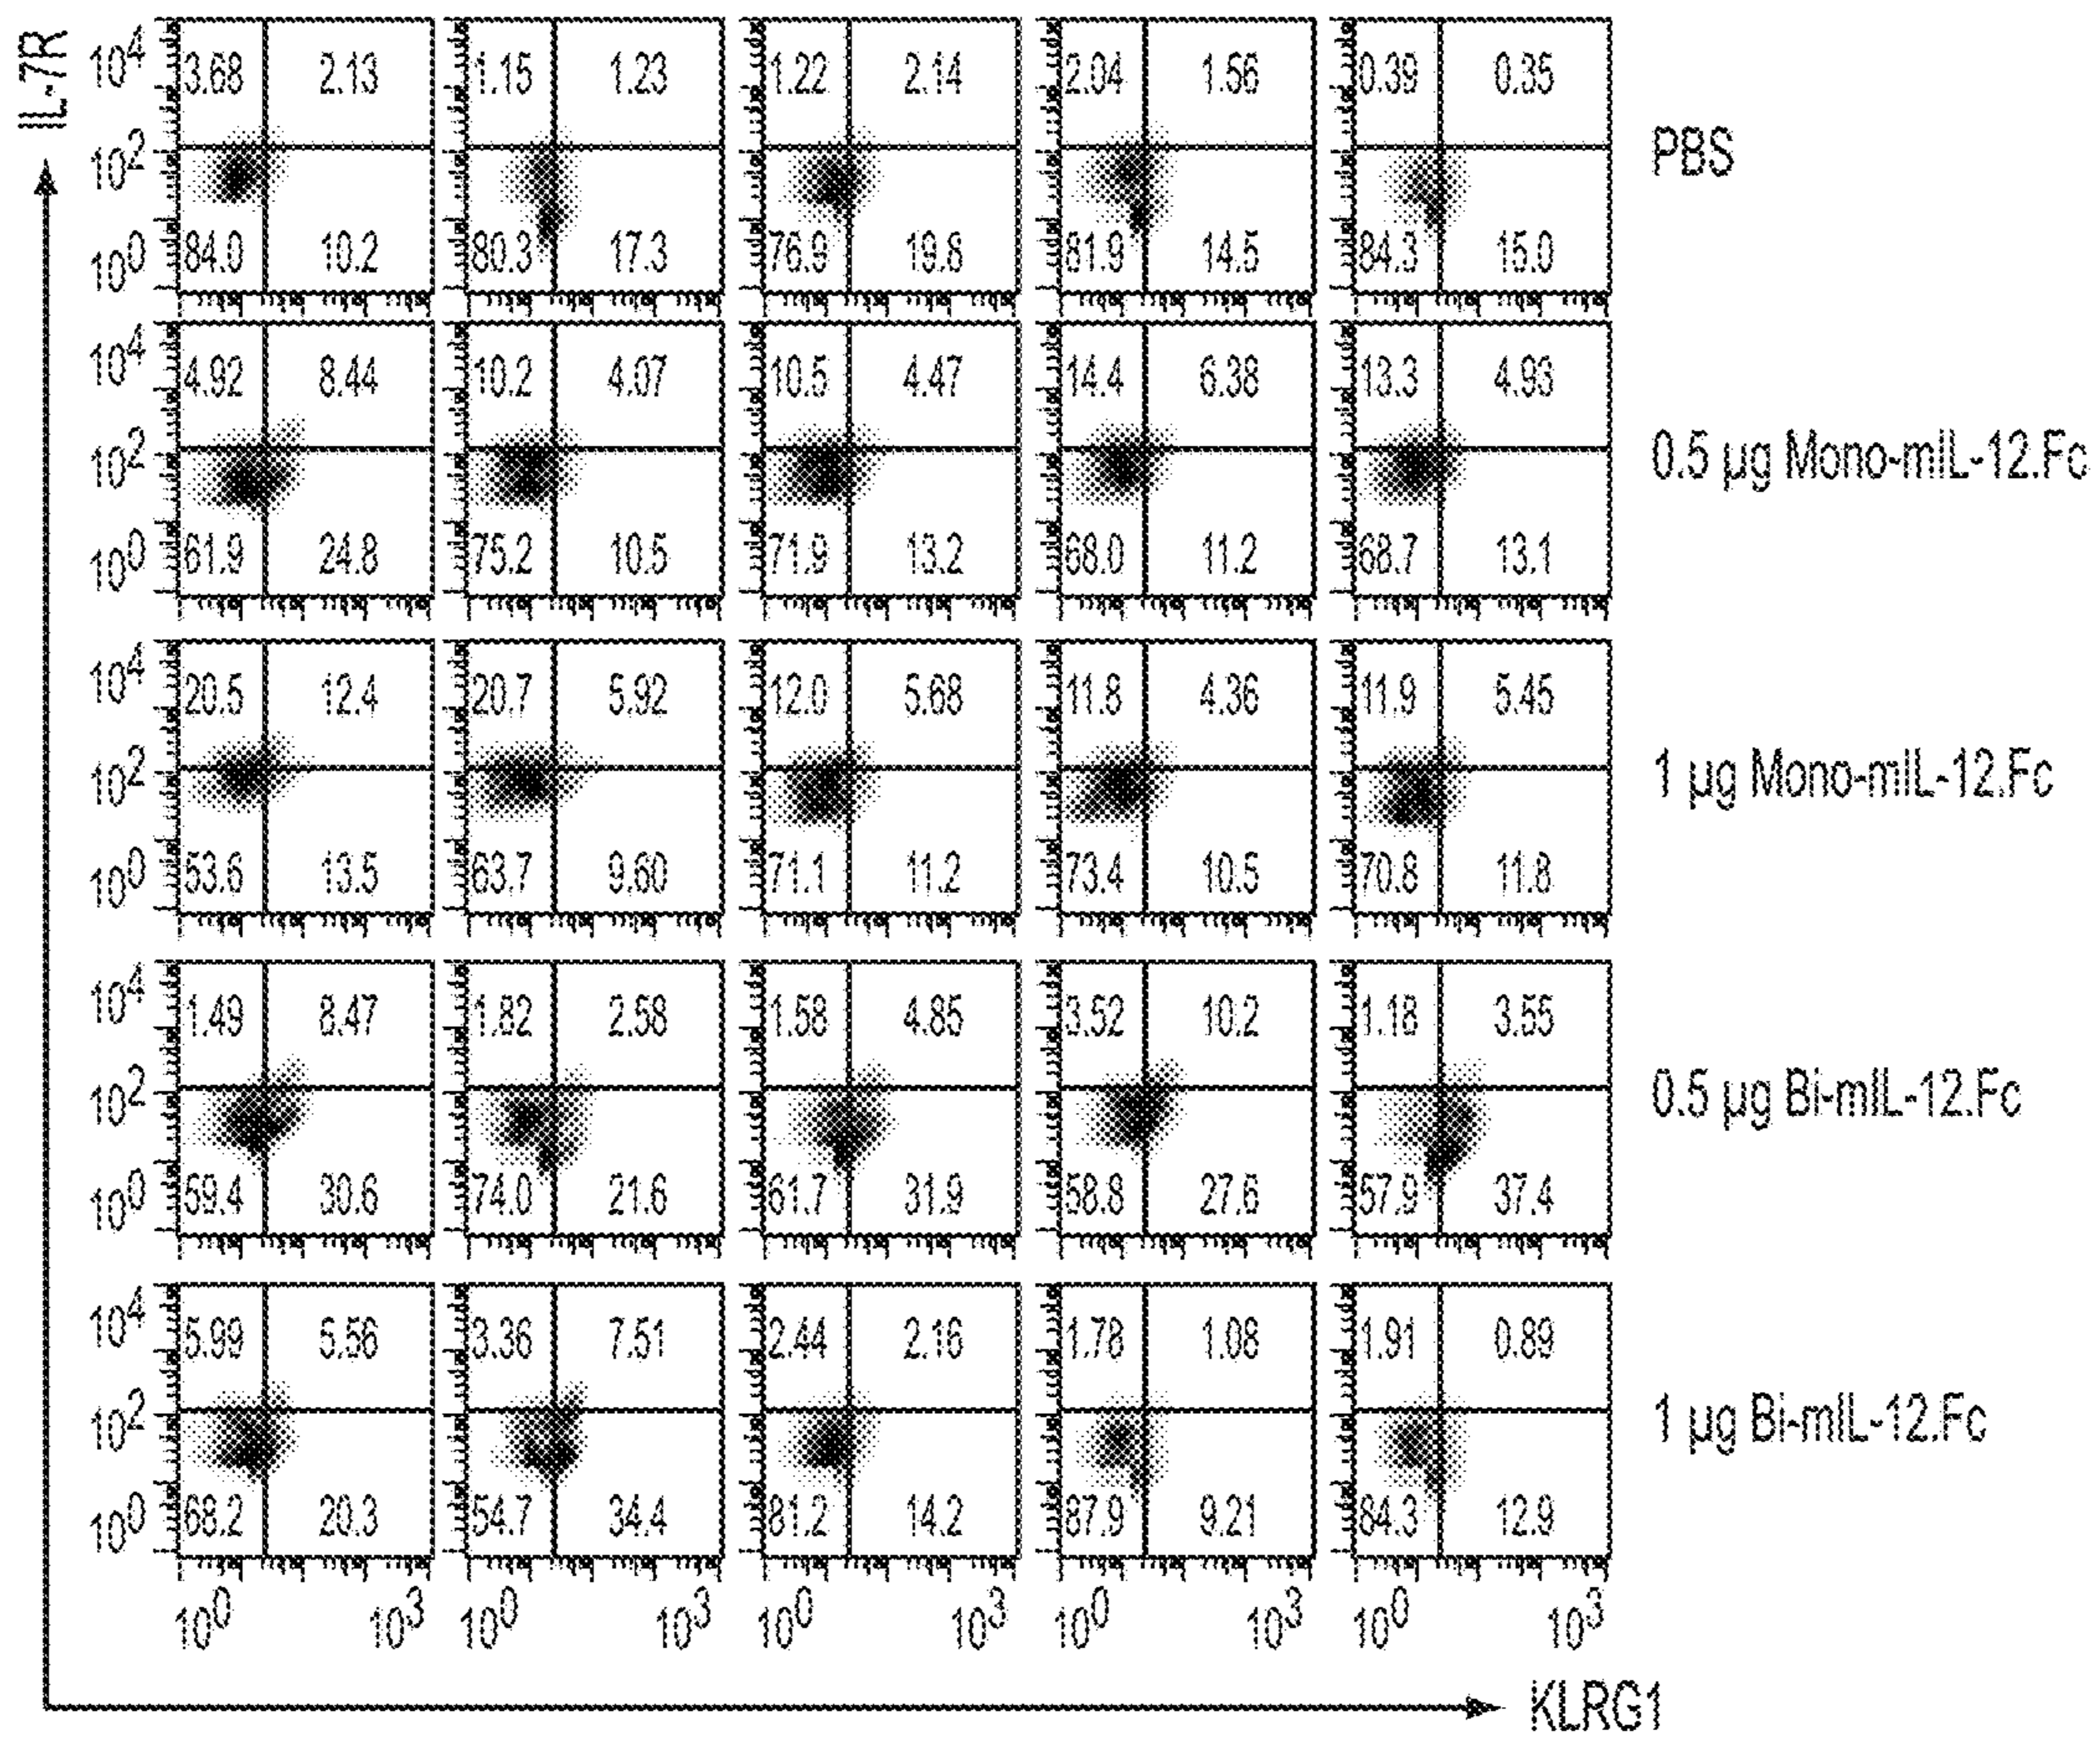 IL-7R
10^4 3.68 2.13 1.15 1.23 1.22 2.14 2.04 1.56 0.39 0.35
10^2 PBS
10^0 84.0 10.2 80.3 17.3 76.9 19.8 81.9 14.5 84.3 15.0
10^4 4.92 8.44 10.2 4.07 10.5 4.47 14.4 6.38 13.3 4.93
10^2 0.5 µg Mono-mIL-12.Fc
10^0 61.9 24.8 75.2 10.5 71.9 13.2 68.0 11.2 68.7 13.1
10^4 20.5 12.4 20.7 5.92 12.0 5.68 11.8 4.36 11.9 5.45
10^2 1 µg Mono-mIL-12.Fc
10^0 53.6 13.5 63.7 9.60 71.1 11.2 73.4 10.5 70.8 11.8
10^4 1.49 8.47 1.82 2.58 1.58 4.85 3.52 10.2 1.18 3.55
10^2 0.5 µg Bi-mIL-12.Fc
10^0 59.4 30.6 74.0 21.6 61.7 31.9 58.8 27.6 57.9 37.4
10^4 5.99 5.56 3.36 7.51 2.44 2.16 1.78 1.08 1.91 0.89
10^2 1 µg Bi-mIL-12.Fc
10^0 68.2 20.3 54.7 34.4 81.2 14.2 87.9 9.21 84.3 12.9
10^0 10^3 10^0 10^3 10^0 10^3 10^0 10^3 10^0 10^3
KLRG1